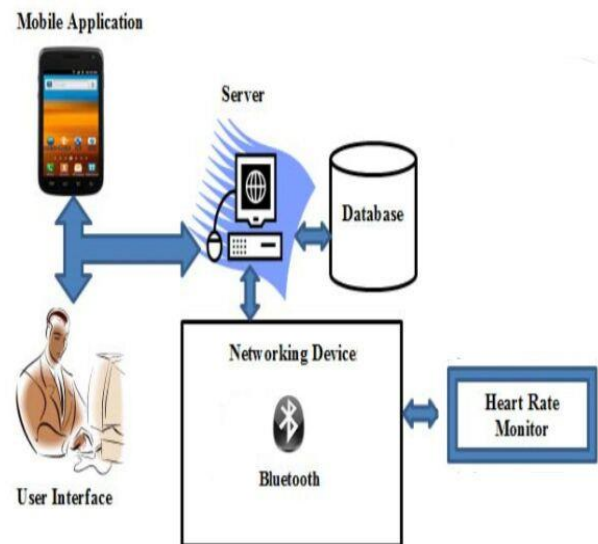 Mobile Application
Server
Database
Networking Device
Bluetooth
Heart Rate
Monitor
User Interface